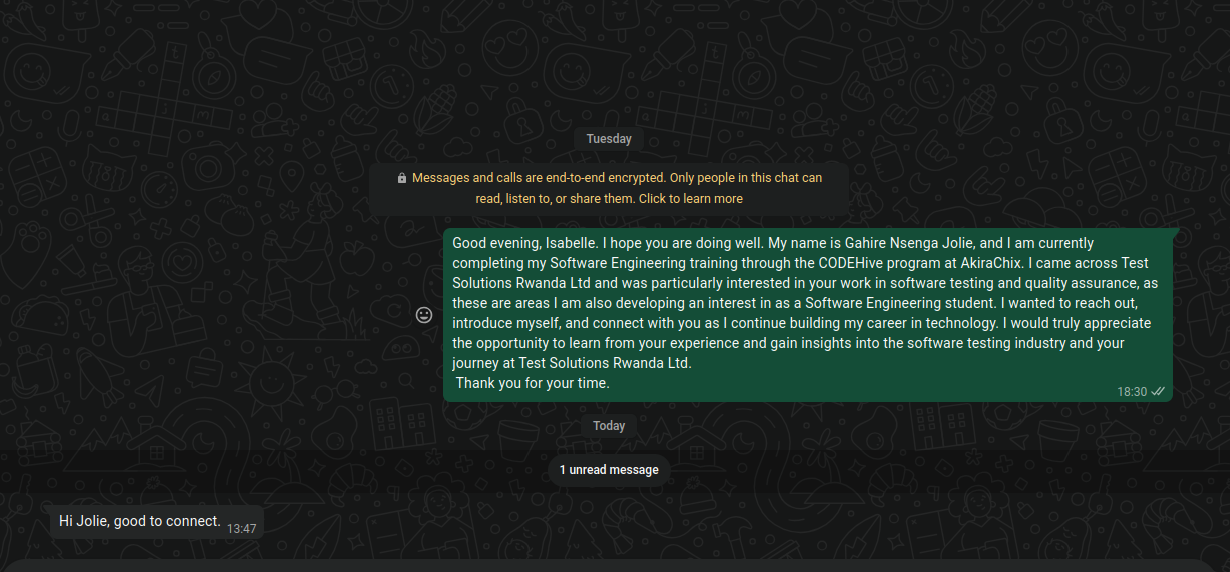 Tuesday
Messages and calls are end-to-end encrypted. Only people in this chat can
read, listen to, or share them. Click to learn more
Good evening, Isabelle. I hope you are doing well. My name is Gahire Nsenga Jolie, and I am currently
completing my Software Engineering training through the CODEHive program at AkiraChix. I came across Test
Solutions Rwanda Ltd and was particularly interested in your work in software testing and quality assurance, as
these are areas I am also developing an interest in as a Software Engineering student. I wanted to reach out,
introduce myself, and connect with you as I continue building my career in technology. I would truly appreciate
the opportunity to learn from your experience and gain insights into the software testing industry and your
journey at Test Solutions Rwanda Ltd.
Thank you for your time.
18:30
Today
1 unread message
Hi Jolie, good to connect. 13:47